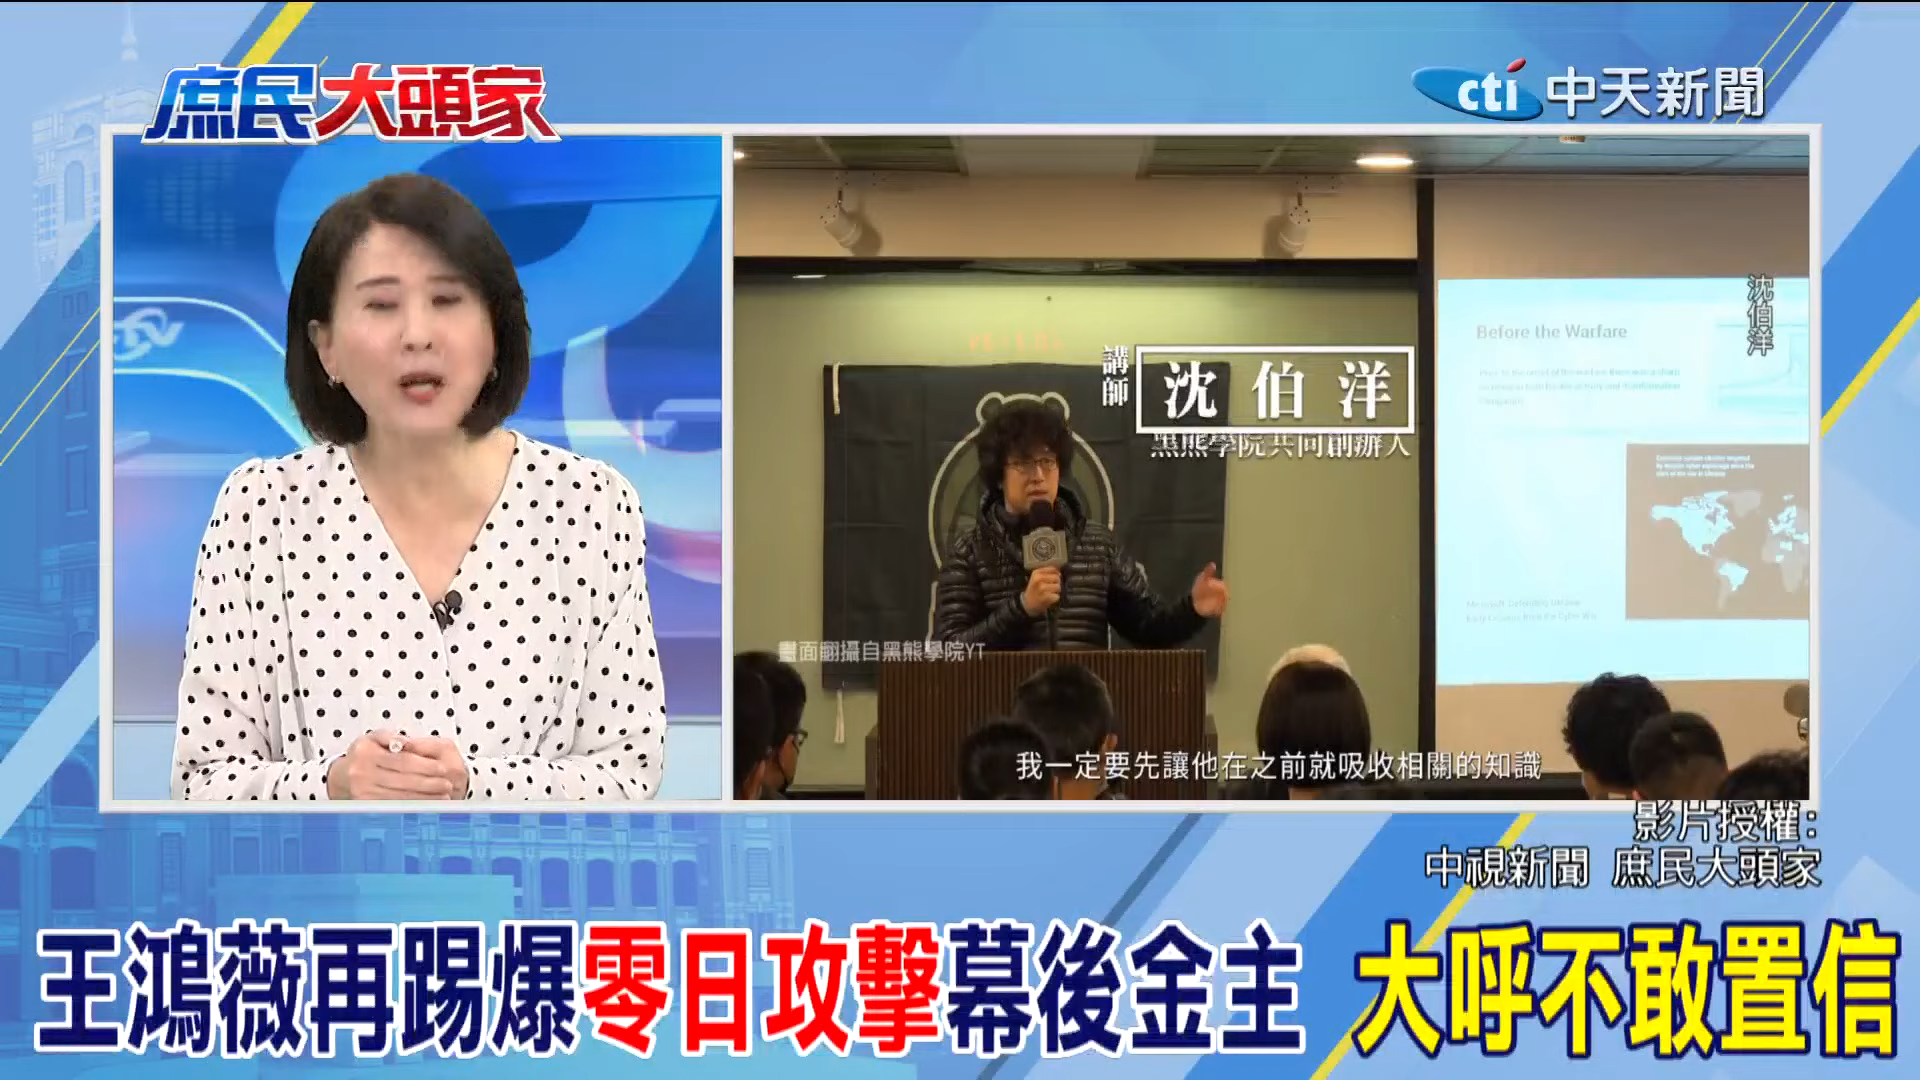 庶民大頭家
cti 中天新聞
沈伯洋
Before the Warfare
講師
沈伯洋
黑熊學院共同創辦人
畫面翻攝自黑熊學院YT
我一定要先讓他在之前就吸收相關的知識
影片授權:
中視新聞 庶民大頭家
王鴻薇再踢爆零日攻擊幕後金主 大呼不敢置信